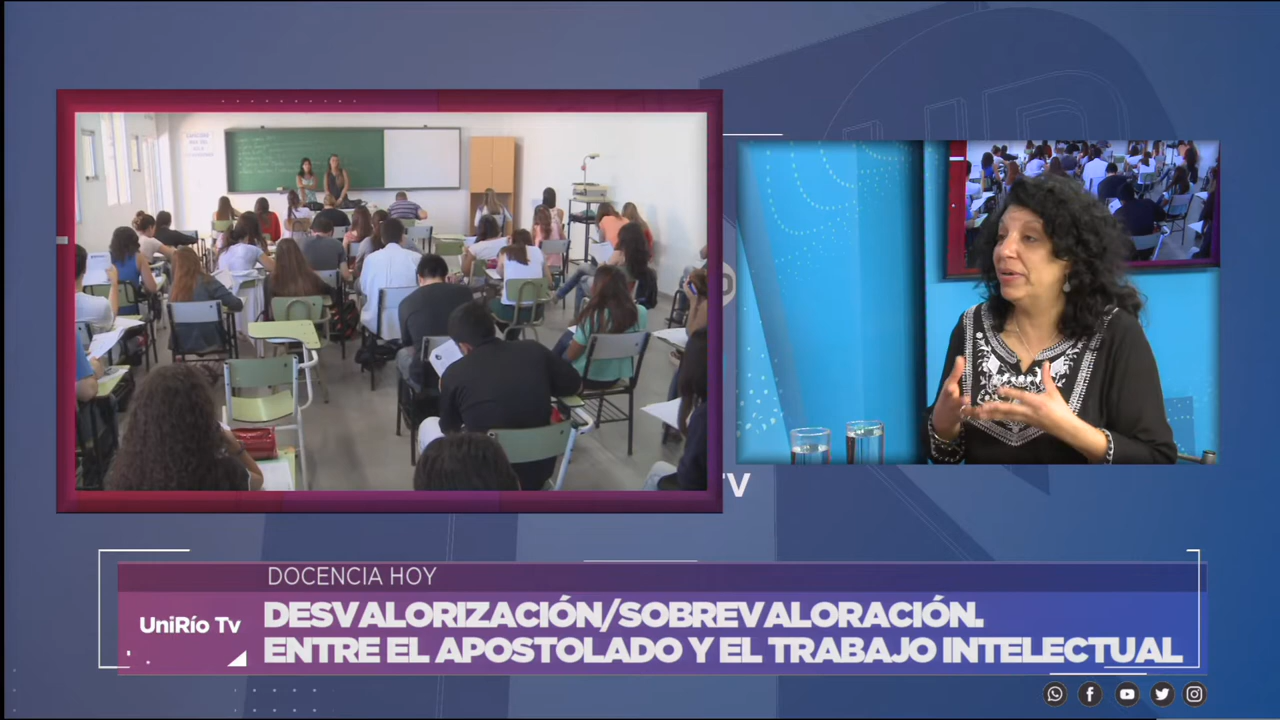 TV
DOCENCIA HOY
UniRío Tv
DESVALORIZACIÓN/SOBREVALORACIÓN.
ENTRE EL APOSTOLADO Y EL TRABAJO INTELECTUAL